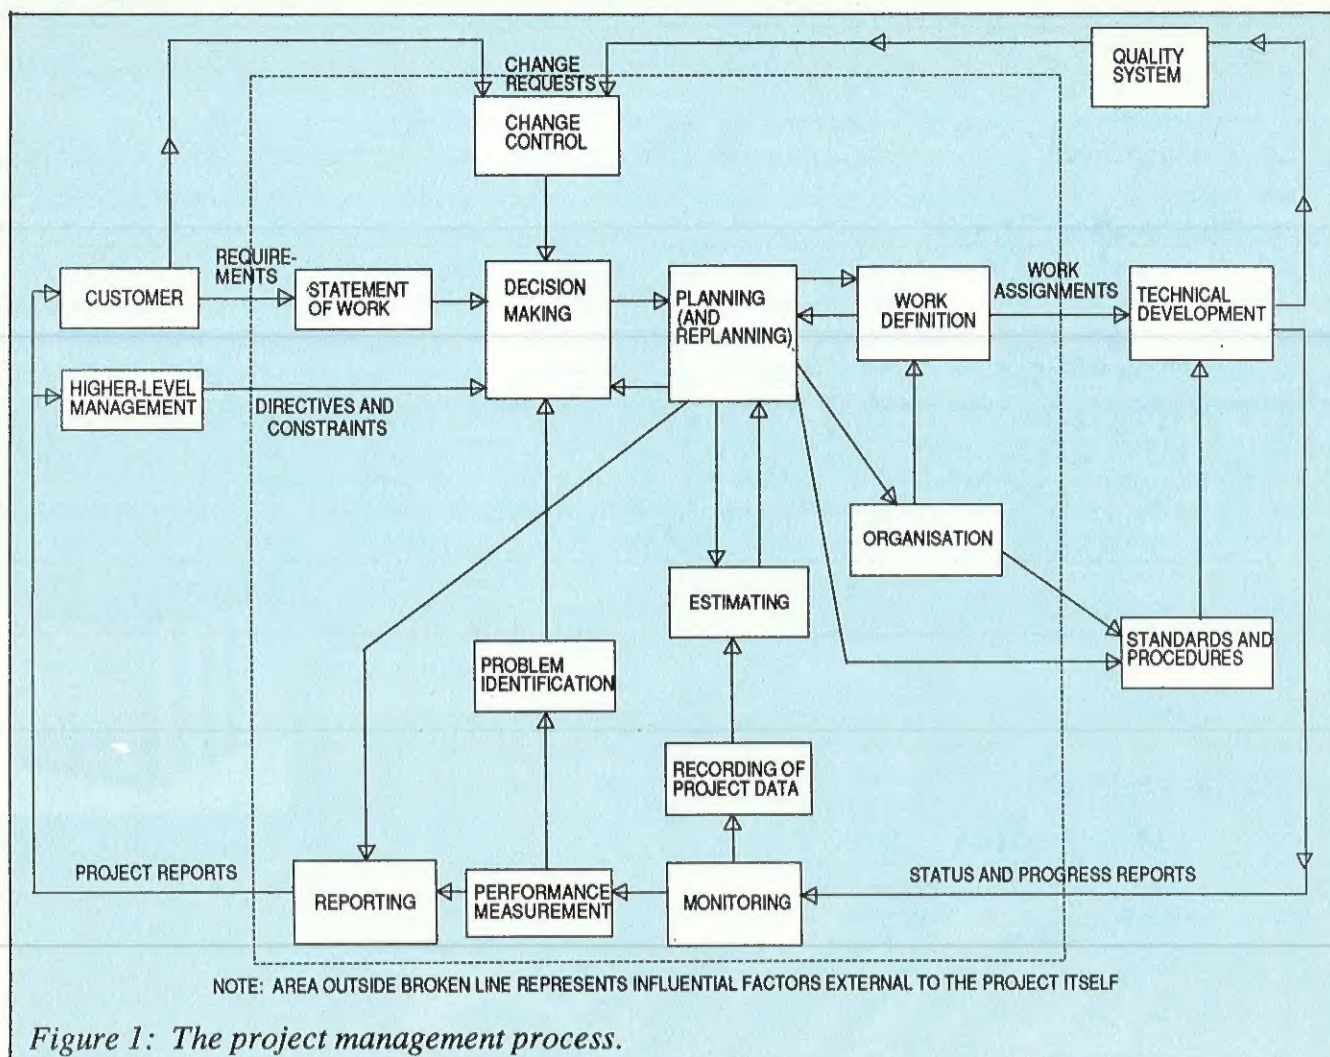 CHANGE
REQUESTS
QUALITY
SYSTEM
CHANGE
CONTROL
CUSTOMER
REQUIRE-
MENTS
STATEMENT
OF WORK
DECISION
MAKING
PLANNING
(AND
REPLANNING)
WORK
DEFINITION
WORK
ASSIGNMENTS
TECHNICAL
DEVELOPMENT
HIGHER-LEVEL
MANAGEMENT
DIRECTIVES AND
CONSTRAINTS
ORGANISATION
ESTIMATING
STANDARDS AND
PROCEDURES
PROBLEM
IDENTIFICATION
RECORDING OF
PROJECT DATA
PROJECT REPORTS
REPORTING
PERFORMANCE
MEASUREMENT
MONITORING
STATUS AND PROGRESS REPORTS
NOTE: AREA OUTSIDE BROKEN LINE REPRESENTS INFLUENTIAL FACTORS EXTERNAL TO THE PROJECT ITSELF
Figure 1: The project management process.